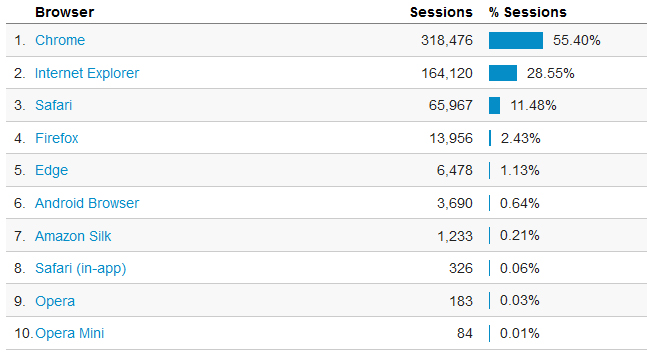 Browser Sessions % Sessions
1. Chrome 318,476 55.40%
2. Internet Explorer 164,120 28.55%
3. Safari 65,967 11.48%
4. Firefox 13,956 2.43%
5. Edge 6,478 1.13%
6. Android Browser 3,690 0.64%
7. Amazon Silk 1,233 0.21%
8. Safari (in-app) 326 0.06%
9. Opera 183 0.03%
10. Opera Mini 84 0.01%